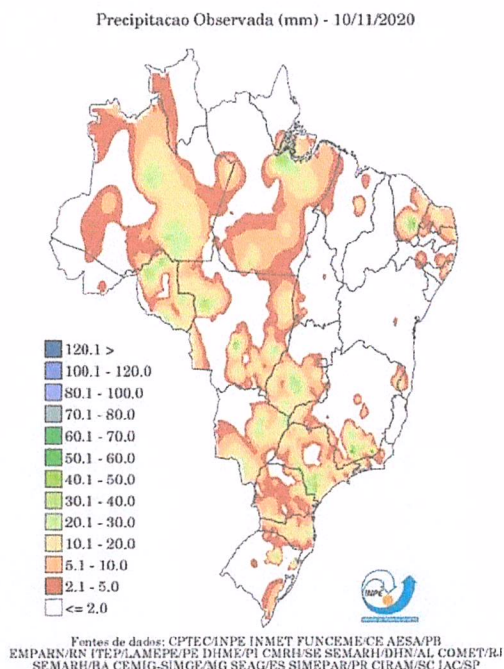 Precipitacao Observada (mm) - 10/11/2020
120.1 >
100.1 - 120.0
80.1 - 100.0
70.1 - 80.0
60.1 - 70.0
50.1 - 60.0
40.1 - 50.0
30.1 - 40.0
20.1 - 30.0
10.1 - 20.0
5.1 - 10.0
2.1 - 5.0
<= 2.0
INPE
Fontes de dados: CPTEC/INPE INMET FUNCEME/CE AESA/PB
EMPARN/RN ITEP/LAMEPE/PE DHME/PI CMRH/SE SEMARH/DHN/AL COMET/RJ
SEMARH/BA CEMIG-SIMGE/MG SEAG/ES SIMEPAR/PR CIRAM/SC IAC/SP